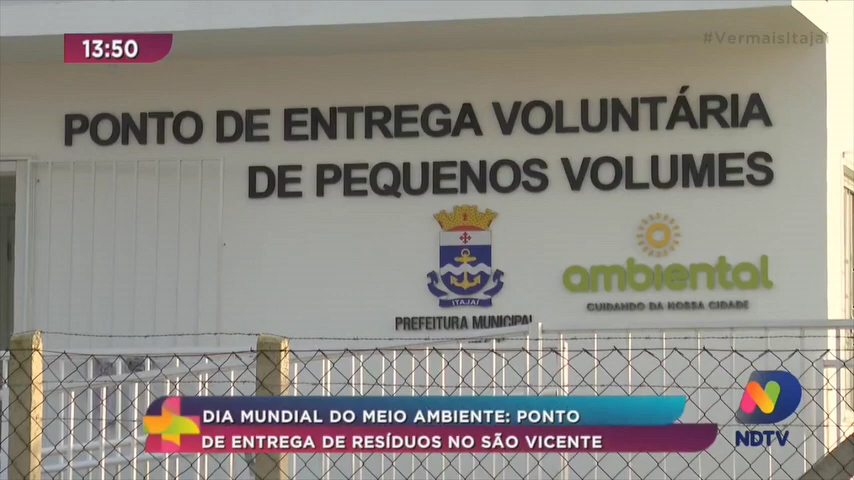 13:50
#VermaisItajaí
PONTO DE ENTREGA VOLUNTÁRIA
DE PEQUENOS VOLUMES
ITAJAÍ
PREFEITURA MUNICIPAL
ambiental
CUIDANDO DA NOSSA CIDADE
DIA MUNDIAL DO MEIO AMBIENTE: PONTO
DE ENTREGA DE RESÍDUOS NO SÃO VICENTE
NDTV